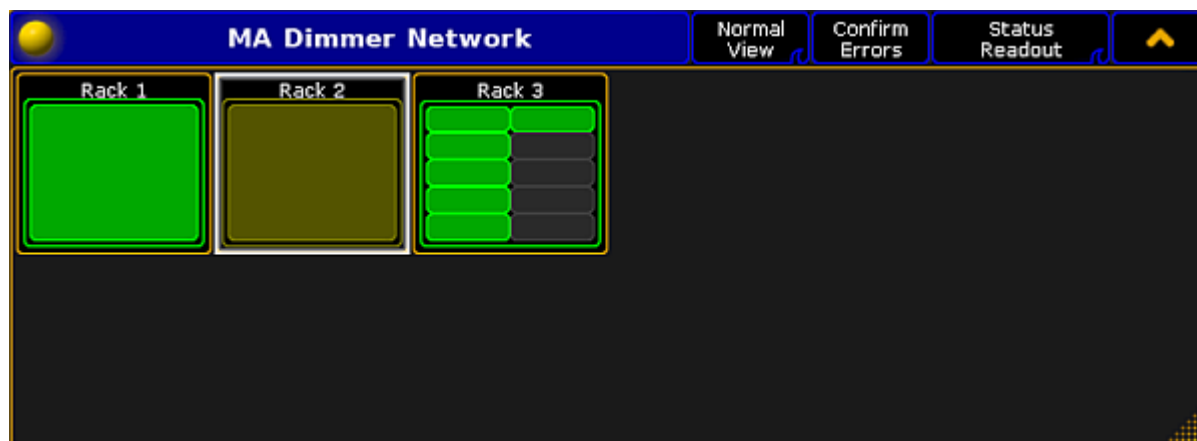 MA Dimmer Network
Normal
View
Confirm
Errors
Status
Readout
Rack 1
Rack 2
Rack 3